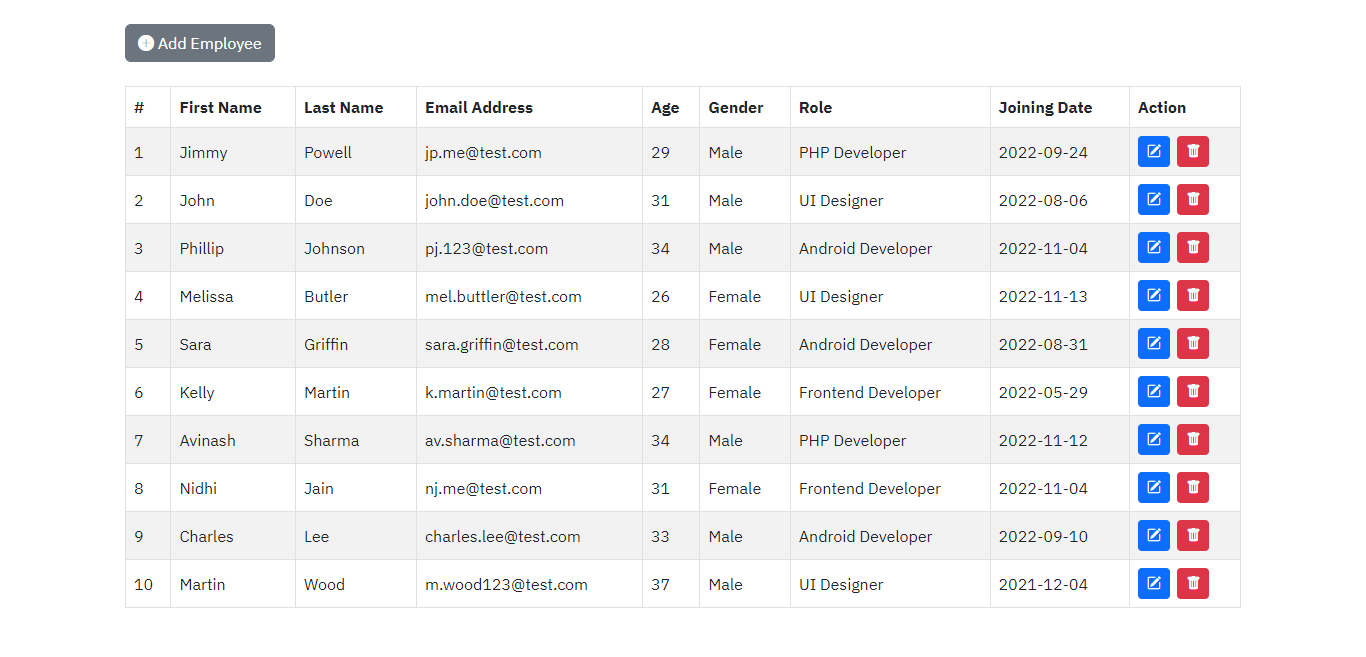 Add Employee
# First Name Last Name Email Address Age Gender Role Joining Date Action
1 Jimmy Powell jp.me@test.com 29 Male PHP Developer 2022-09-24
2 John Doe john.doe@test.com 31 Male UI Designer 2022-08-06
3 Phillip Johnson pj.123@test.com 34 Male Android Developer 2022-11-04
4 Melissa Butler mel.buttler@test.com 26 Female UI Designer 2022-11-13
5 Sara Griffin sara.griffin@test.com 28 Female Android Developer 2022-08-31
6 Kelly Martin k.martin@test.com 27 Female Frontend Developer 2022-05-29
7 Avinash Sharma av.sharma@test.com 34 Male PHP Developer 2022-11-12
8 Nidhi Jain nj.me@test.com 31 Female Frontend Developer 2022-11-04
9 Charles Lee charles.lee@test.com 33 Male Android Developer 2022-09-10
10 Martin Wood m.wood123@test.com 37 Male UI Designer 2021-12-04